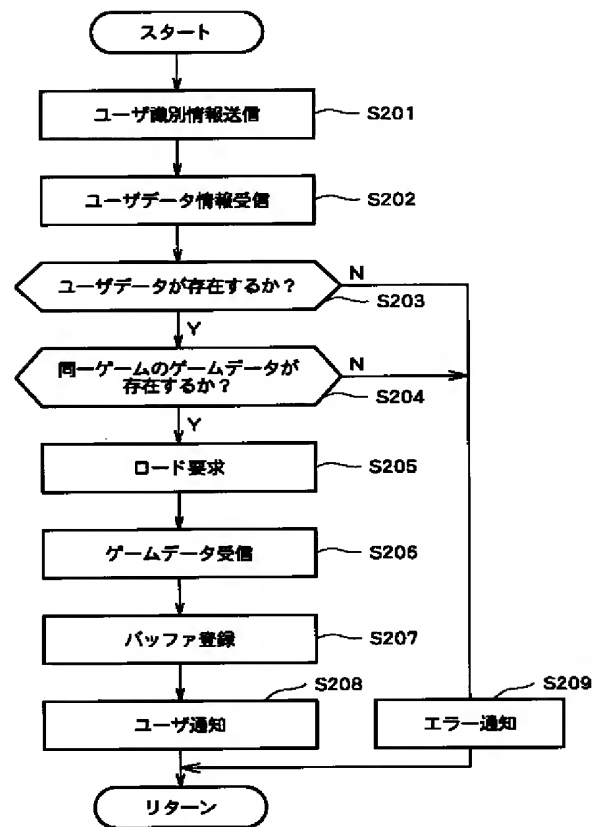 スタート
ユーザ識別情報送信
S201
ユーザデータ情報受信
S202
ユーザデータが存在するか?
N
S203
Y
同一ゲームのゲームデータが
存在するか?
N
S204
Y
ロード要求
S205
ゲームデータ受信
S206
バッファ登録
S207
S208
ユーザ通知
S209
エラー通知
リターン